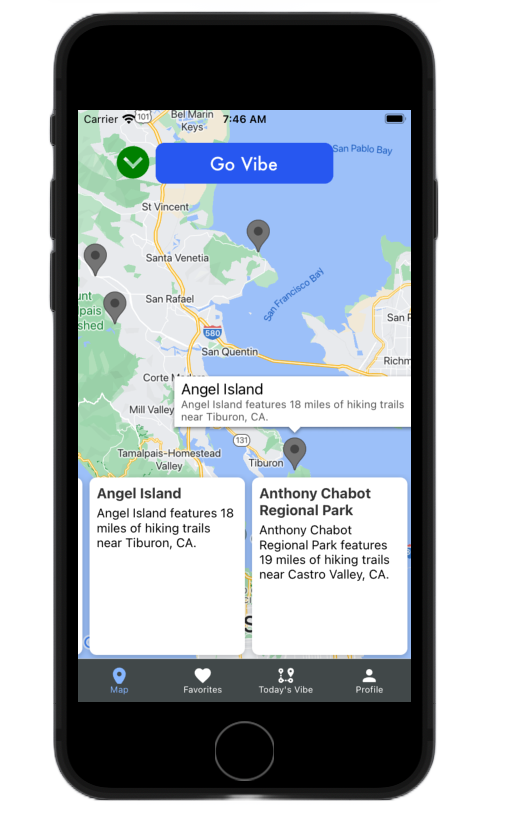 Carrier
101
Bel Marin
Keys
7:46 AM
San Pablo Bay
Go Vibe
St Vincent
Santa Venetia
San Francisco Bay
San Rafael
580
San Quentin
Angel Island
Angel Island features 18 miles of hiking trails
near Tiburon, CA.
Mill Valley
131
Tamalpais-Homestead
Valley
Tiburon
Angel Island
Angel Island features 18
miles of hiking trails
near Tiburon, CA.
Anthony Chabot
Regional Park
Anthony Chabot
Regional Park features
19 miles of hiking trails
near Castro Valley, CA.
Map
Favorites
Today's Vibe
Profile